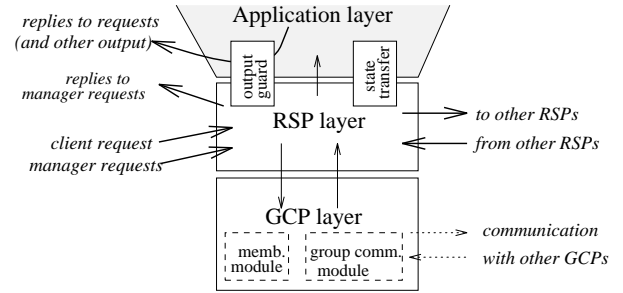 replies to requests
(and other output)
Application layer
output
guard
state
transfer
replies to
manager requests
RSP layer
to other RSPs
client request
manager requests
from other RSPs
GCP layer
memb.
module
group comm.
module
communication
with other GCPs